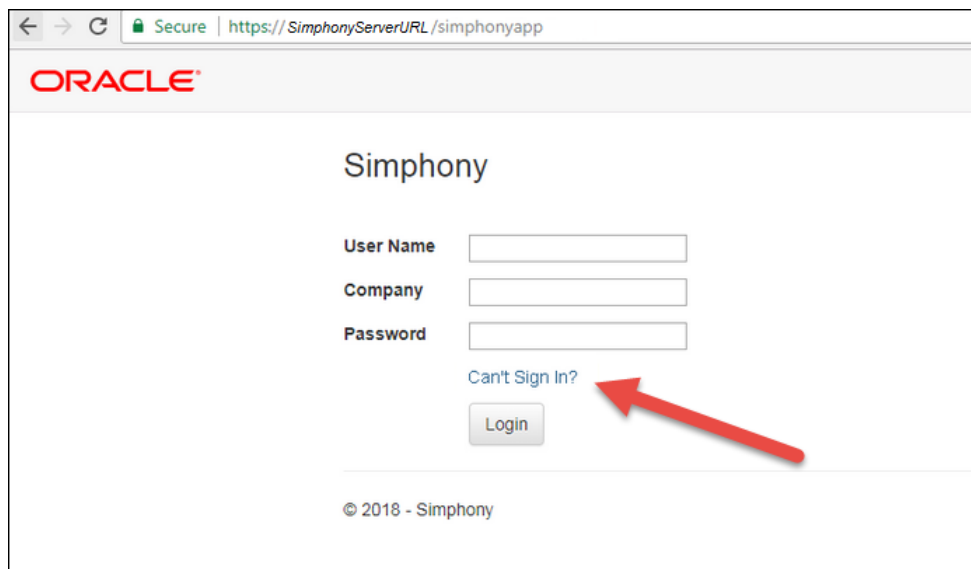 Secure | https://SimphonyServerURL/simphonyapp
ORACLE®
Simphony
User Name
Company
Password
Can't Sign In?
Login
© 2018 - Simphony